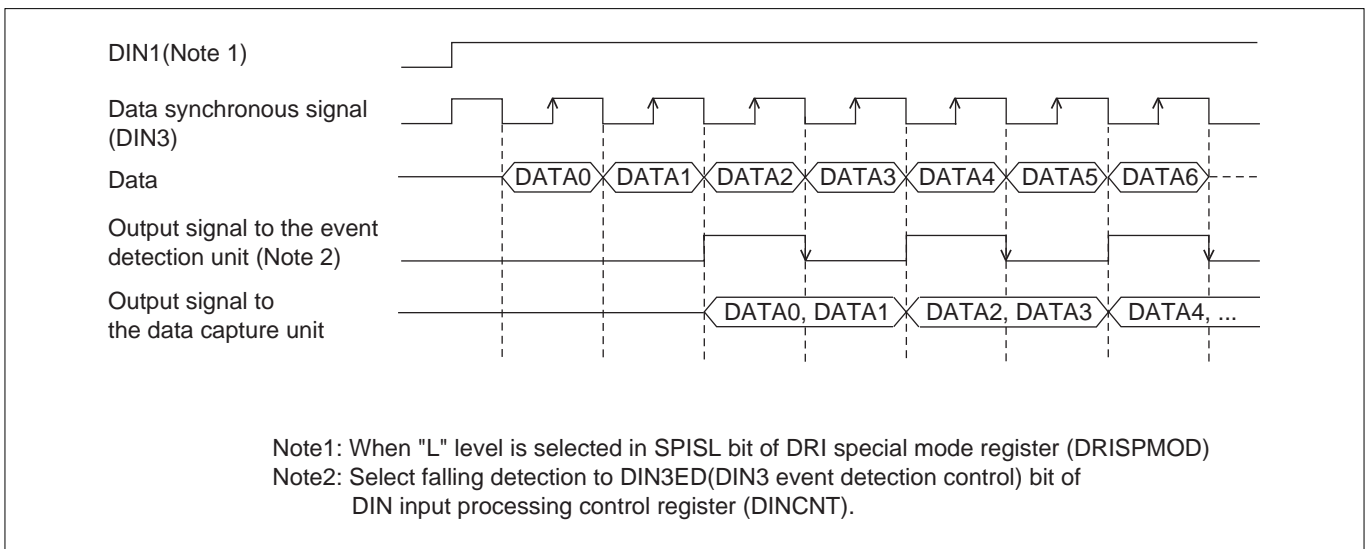 DIN1(Note 1)
Data synchronous signal
(DIN3)
Data
DATA0 DATA1 DATA2 DATA3 DATA4 DATA5 DATA6
Output signal to the event
detection unit (Note 2)
Output signal to
the data capture unit
DATA0, DATA1 DATA2, DATA3 DATA4, ...
Note1: When "L" level is selected in SPISL bit of DRI special mode register (DRISPMOD)
Note2: Select falling detection to DIN3ED(DIN3 event detection control) bit of
DIN input processing control register (DINCNT).